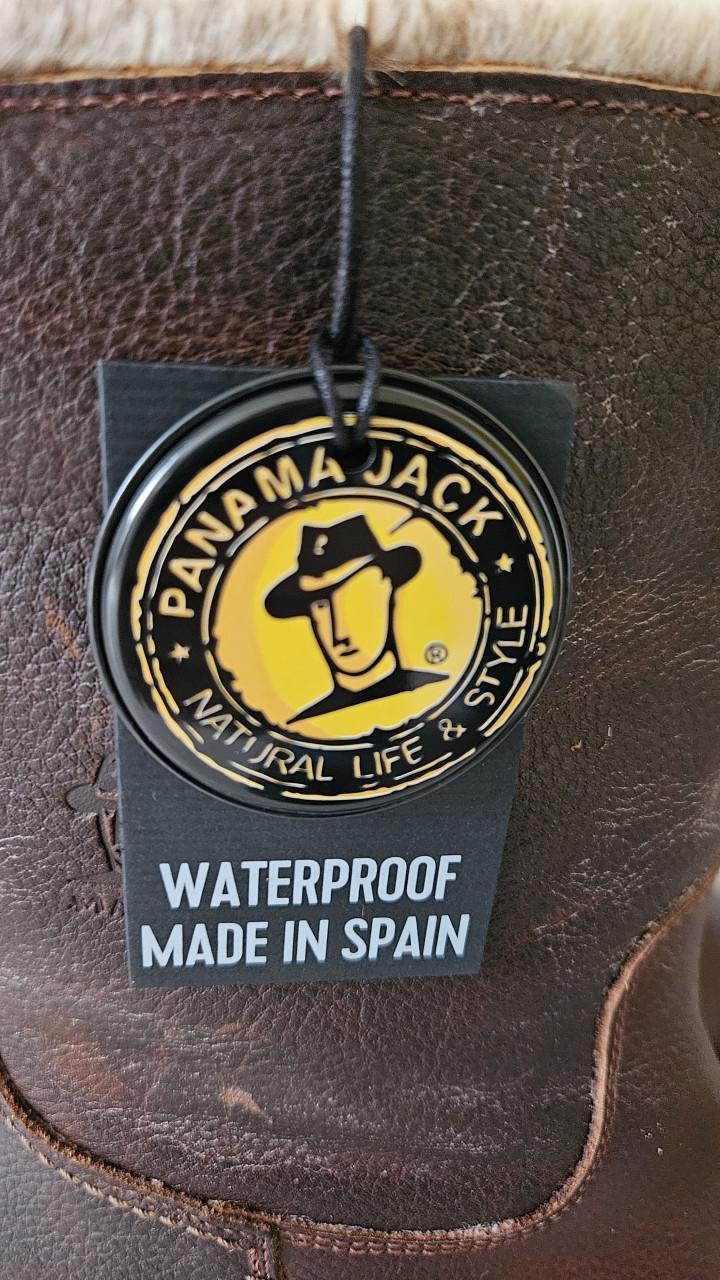 PANAMA JACK
®
NATURAL LIFE & STYLE
WATERPROOF
MADE IN SPAIN